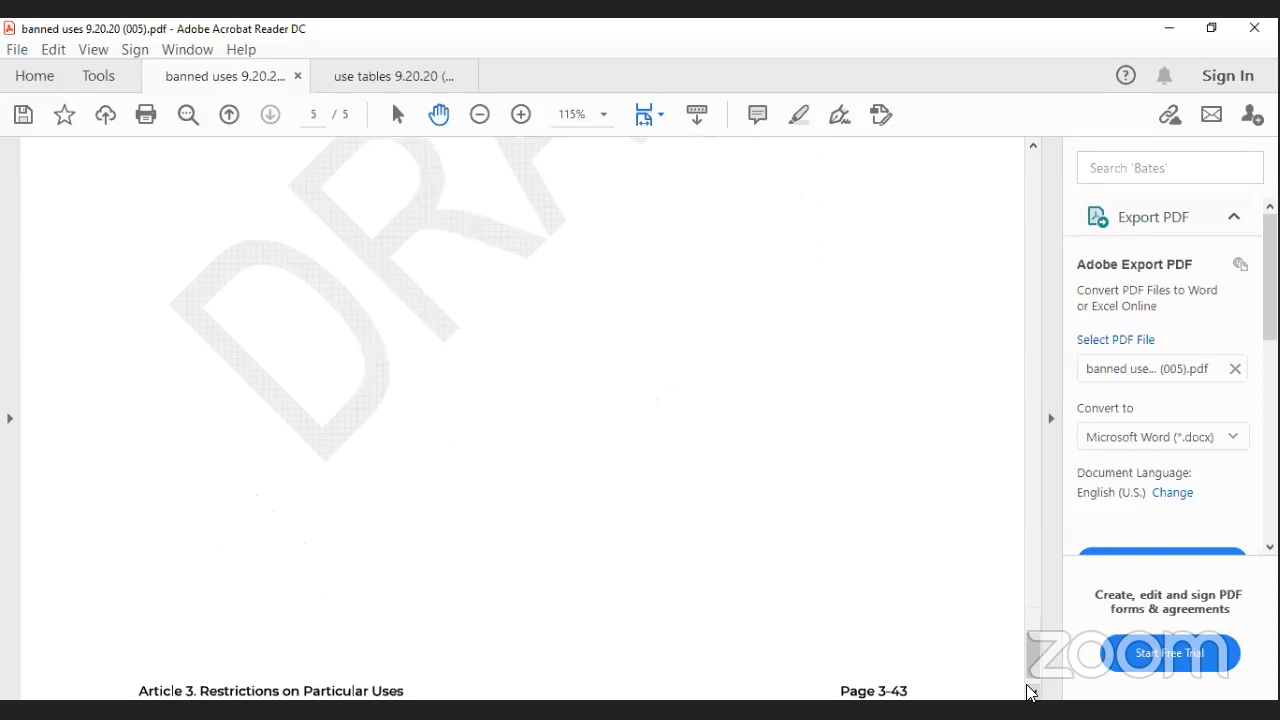 banned uses 9.20.20 (005).pdf - Adobe Acrobat Reader DC
File Edit View Sign Window Help
Home Tools banned uses 9.20.2... × use tables 9.20.20 (... Sign In
5 / 5 115%
Search 'Bates'
Export PDF
Adobe Export PDF
Convert PDF Files to Word
or Excel Online
Select PDF File
banned use... (005).pdf
Convert to
Microsoft Word (*.docx)
Document Language:
English (U.S.) Change
Create, edit and sign PDF
forms & agreements
Start Free Trial
zoom
DRA
Article 3. Restrictions on Particular Uses Page 3-43